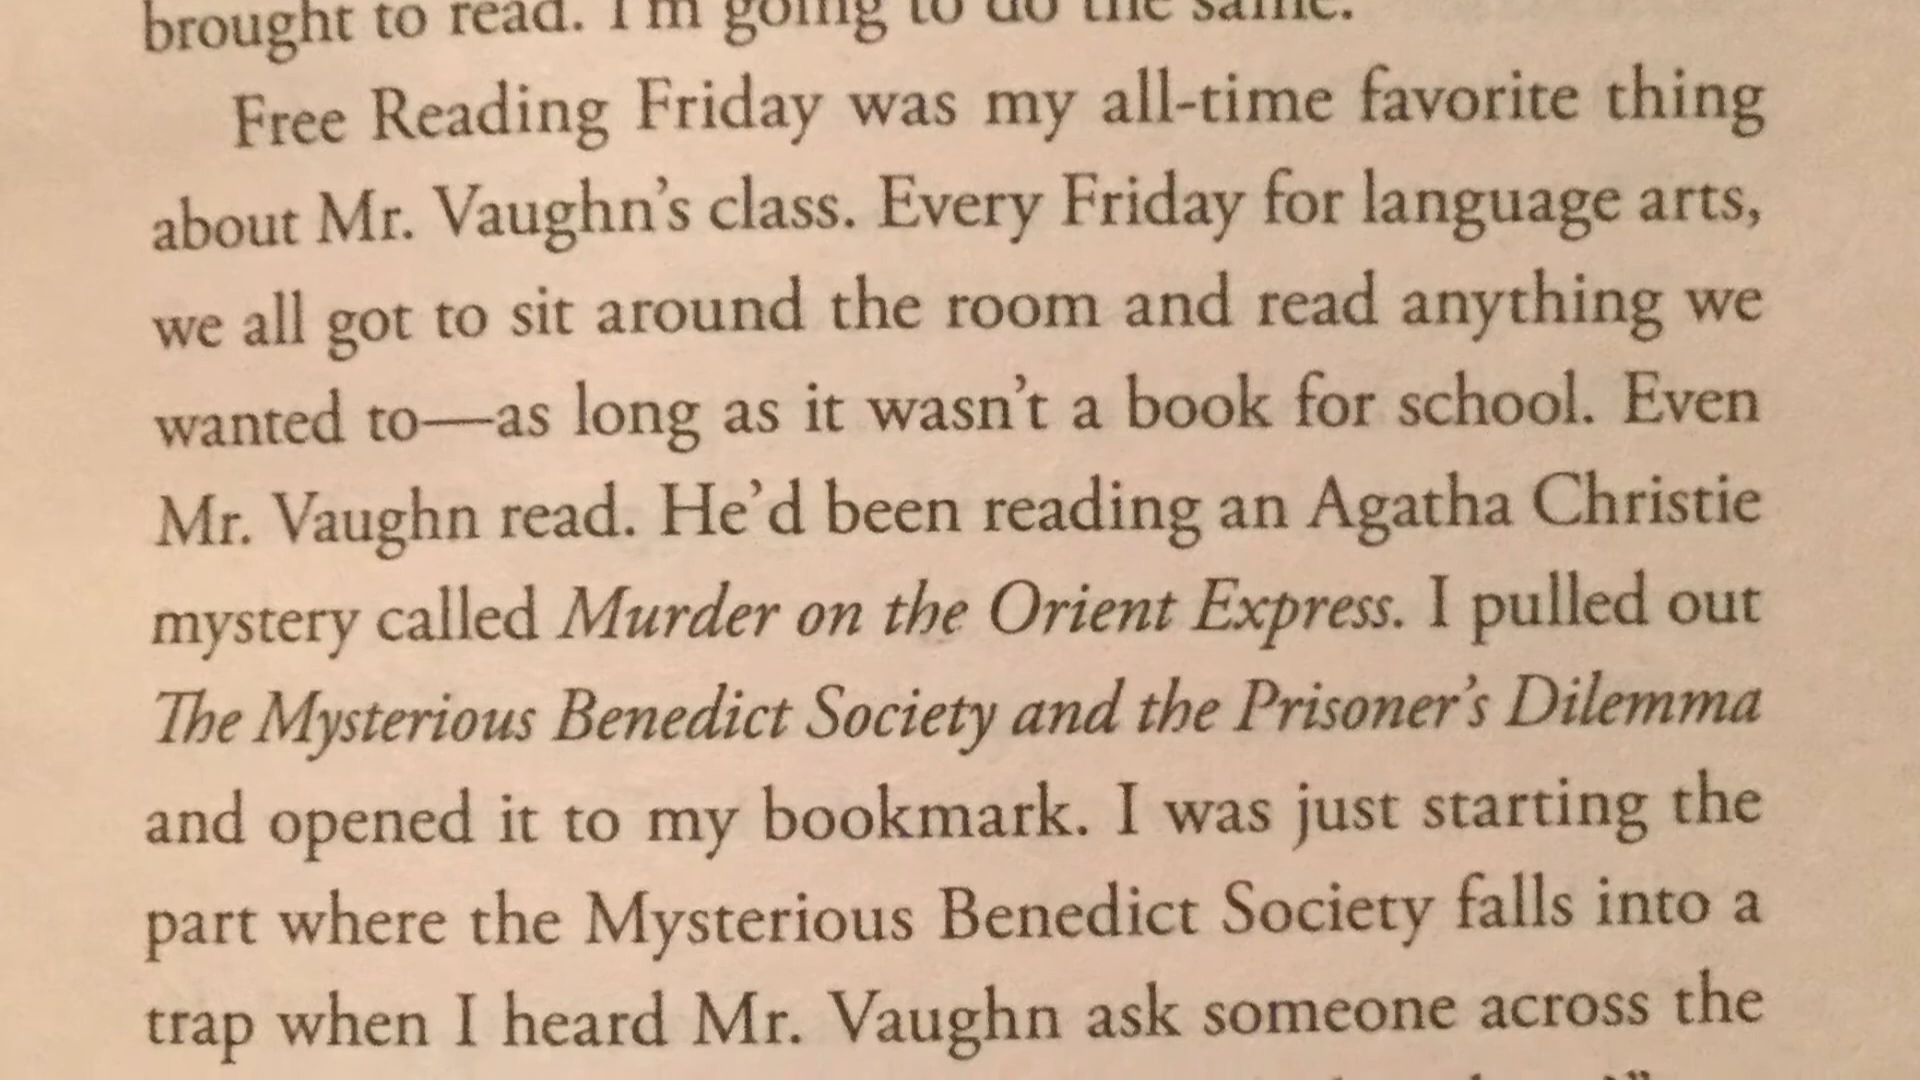 brought to read. I'm going to do the same.
Free Reading Friday was my all-time favorite thing
about Mr. Vaughn’s class. Every Friday for language arts,
we all got to sit around the room and read anything we
wanted to—as long as it wasn’t a book for school. Even
Mr. Vaughn read. He’d been reading an Agatha Christie
mystery called Murder on the Orient Express. I pulled out
The Mysterious Benedict Society and the Prisoner’s Dilemma
and opened it to my bookmark. I was just starting the
part where the Mysterious Benedict Society falls into a
trap when I heard Mr. Vaughn ask someone across the